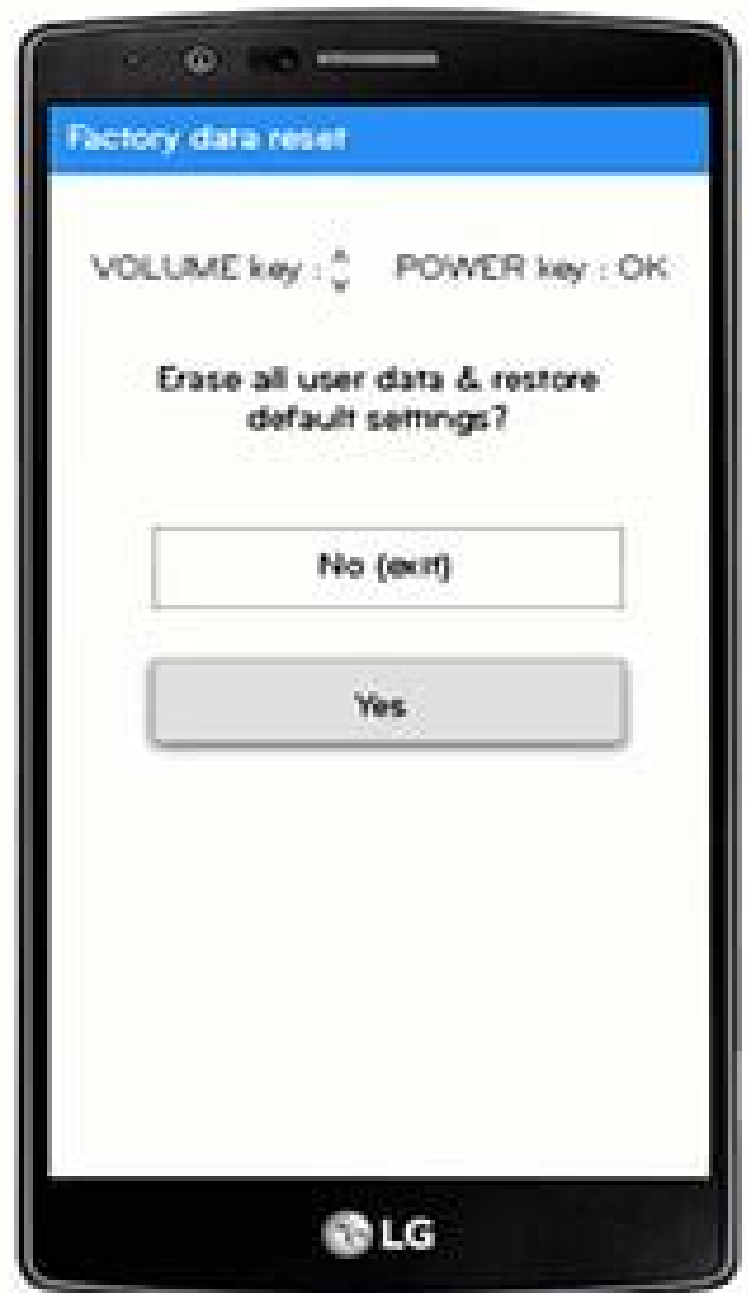 Factory data reset
VOLUME key : POWER key : OK
Erase all user data & restore
default settings?
No (exit)
Yes
LG